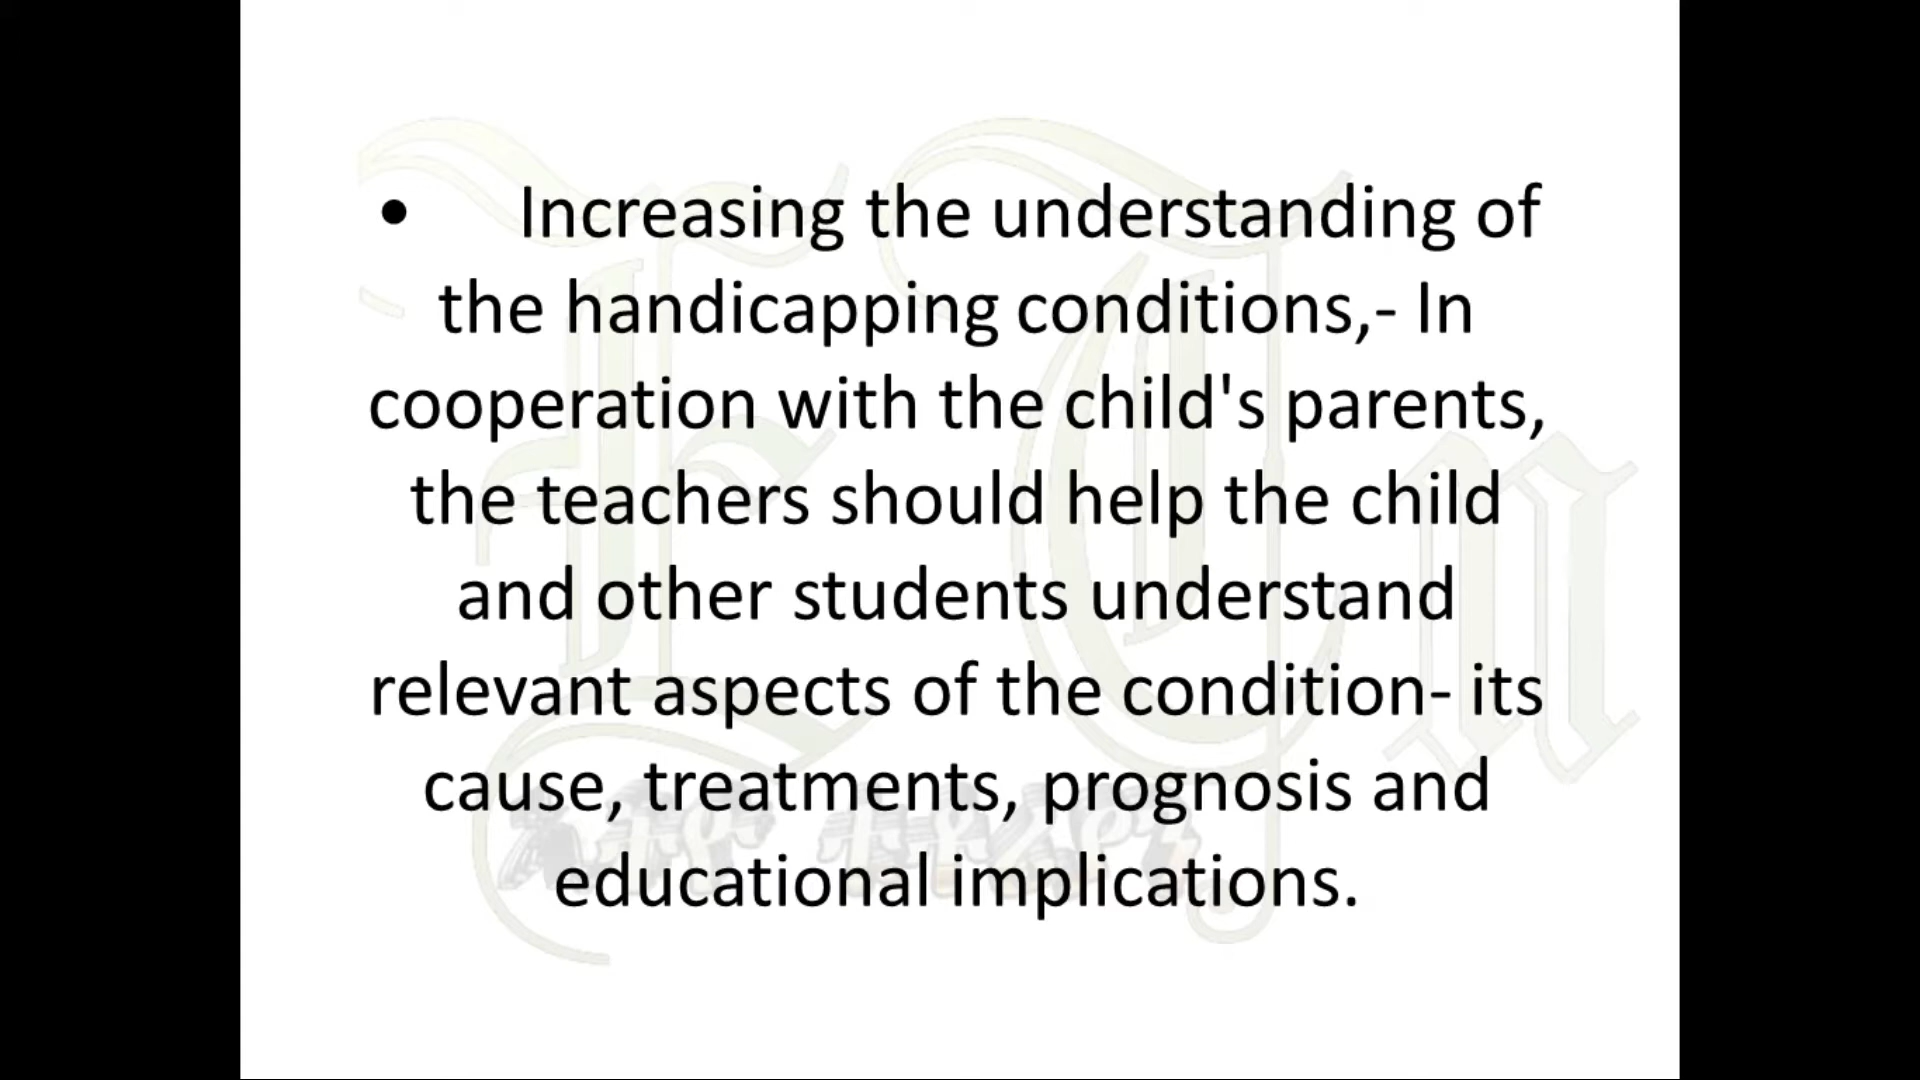 • Increasing the understanding of
the handicapping conditions,- In
cooperation with the child's parents,
the teachers should help the child
and other students understand
relevant aspects of the condition- its
cause, treatments, prognosis and
educational implications.